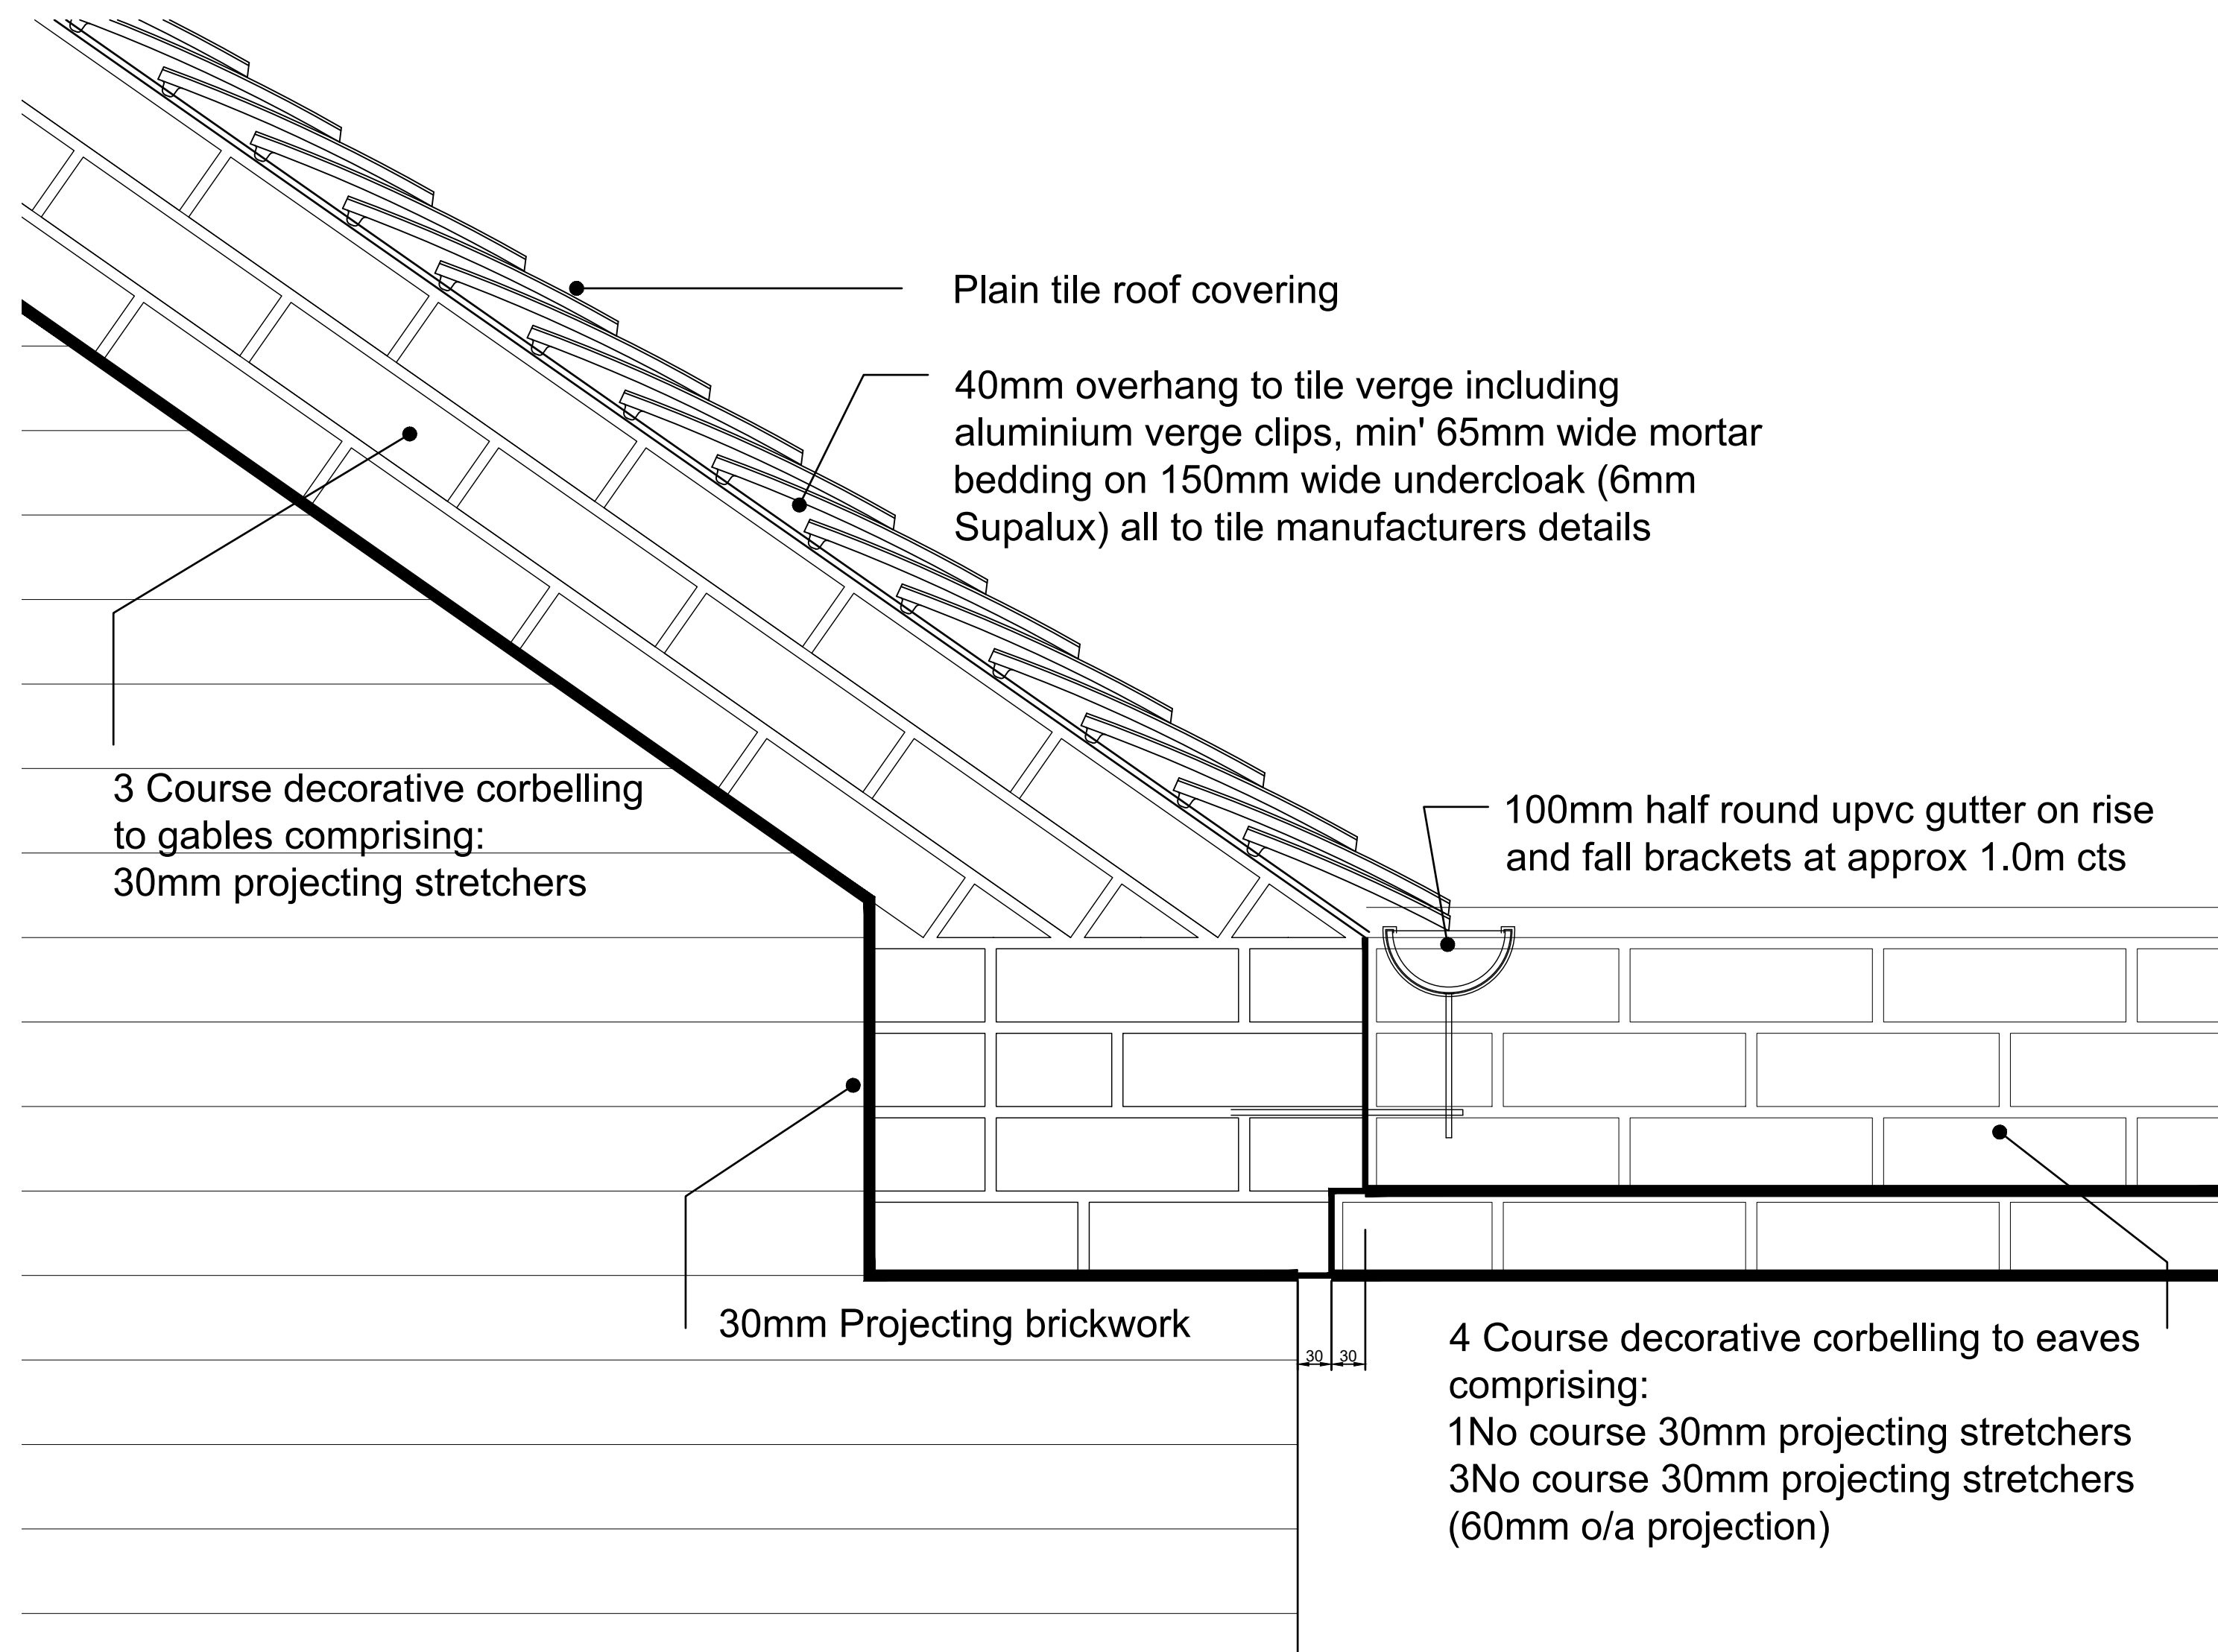 Plain tile roof covering
40mm overhang to tile verge including
aluminium verge clips, min' 65mm wide mortar
bedding on 150mm wide undercloak (6mm
Supalux) all to tile manufacturers details
3 Course decorative corbelling
to gables comprising:
30mm projecting stretchers
100mm half round upvc gutter on rise
and fall brackets at approx 1.0m cts
30mm Projecting brickwork
30 30
4 Course decorative corbelling to eaves
comprising:
1No course 30mm projecting stretchers
3No course 30mm projecting stretchers
(60mm o/a projection)